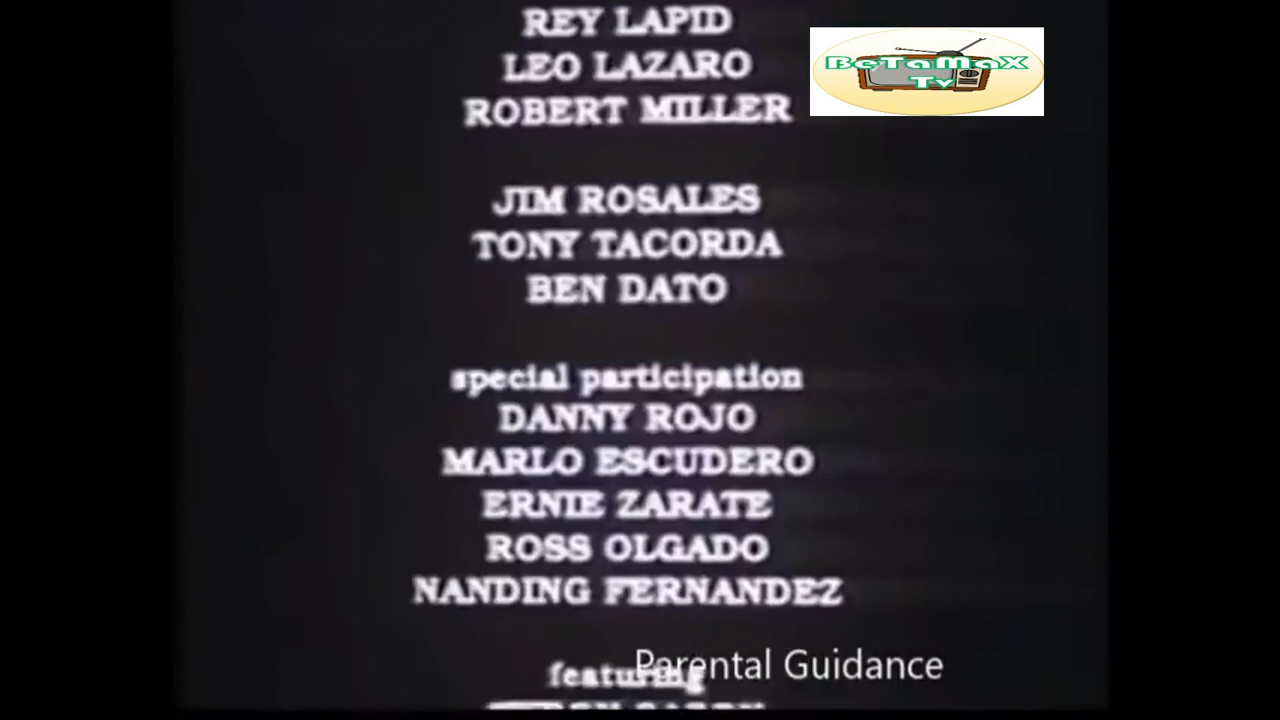 REY LAPID
LEO LAZARO
ROBERT MILLER
BeTaMaX
Tv
JIM ROSALES
TONY TACORDA
BEN DATO
special participation
DANNY ROJO
MARLO ESCUDERO
ERNIE ZARATE
ROSS OLGADO
NANDING FERNANDEZ
featuring
Parental Guidance